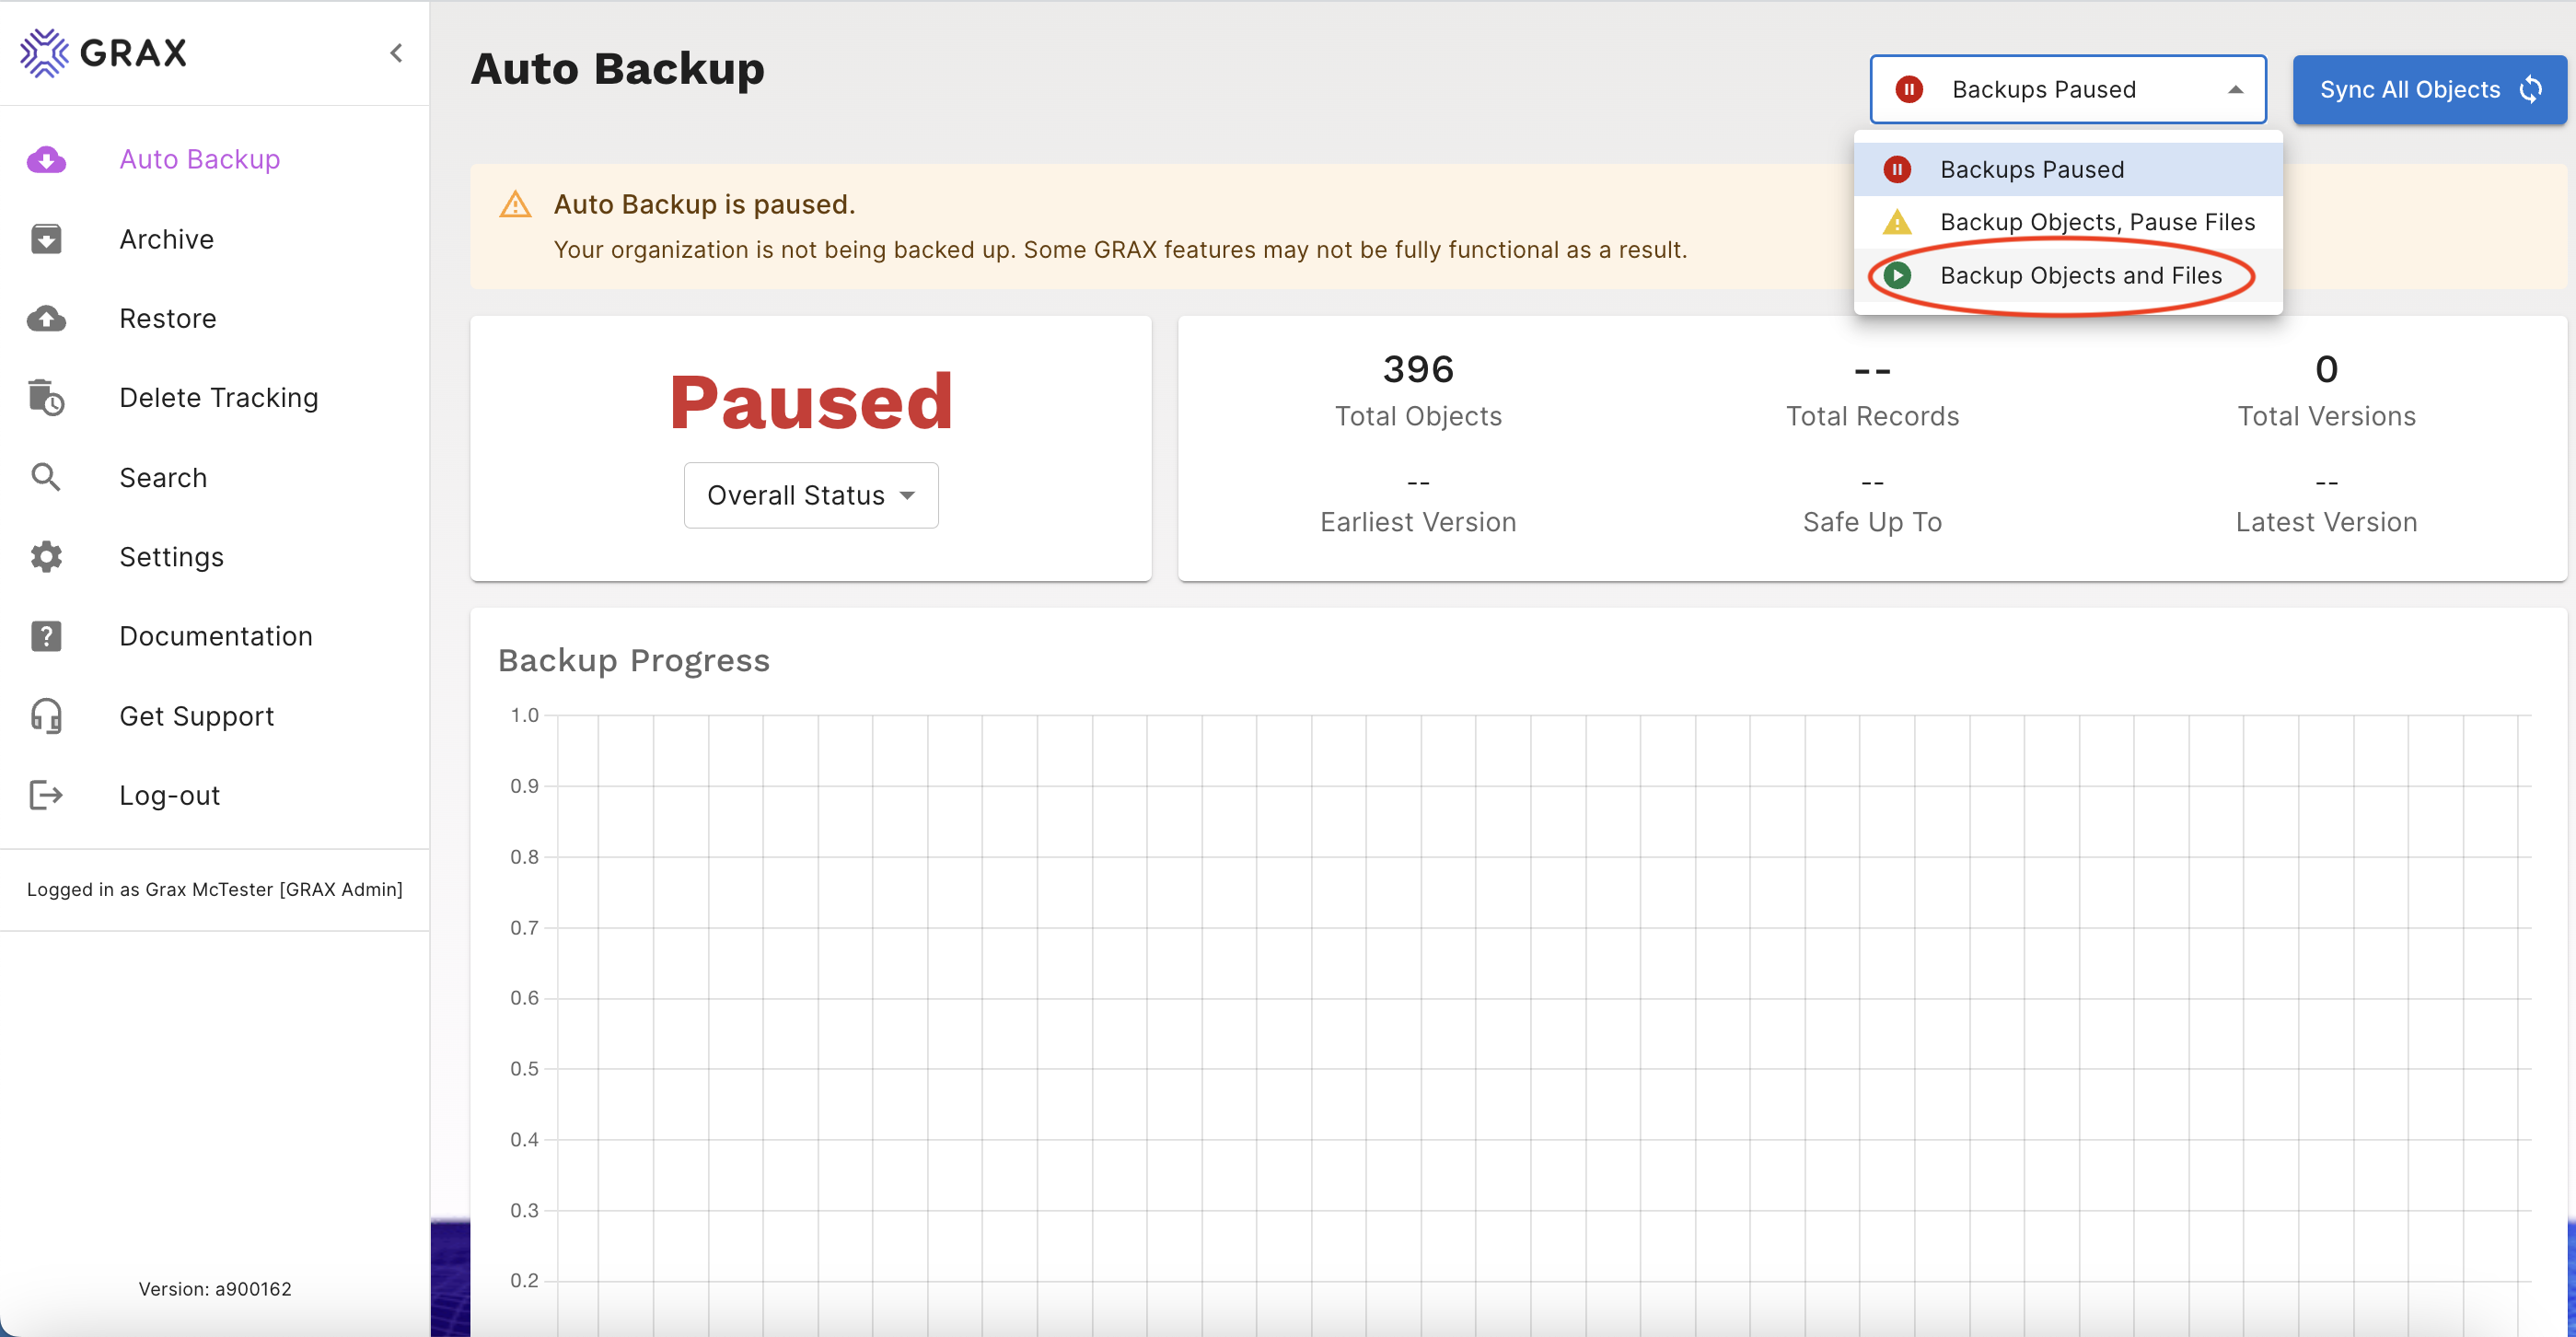 GRAX
Auto Backup
Archive
Restore
Delete Tracking
Search
Settings
Documentation
Get Support
Log-out
Logged in as Grax McTester [GRAX Admin]
Version: a900162
Auto Backup
Backups Paused
Sync All Objects
Backups Paused
Backup Objects, Pause Files
Backup Objects and Files
Auto Backup is paused.
Your organization is not being backed up. Some GRAX features may not be fully functional as a result.
Paused
Overall Status
396
Total Objects
--
Total Records
0
Total Versions
--
Earliest Version
--
Safe Up To
--
Latest Version
Backup Progress
1.0
0.9
0.8
0.7
0.6
0.5
0.4
0.3
0.2